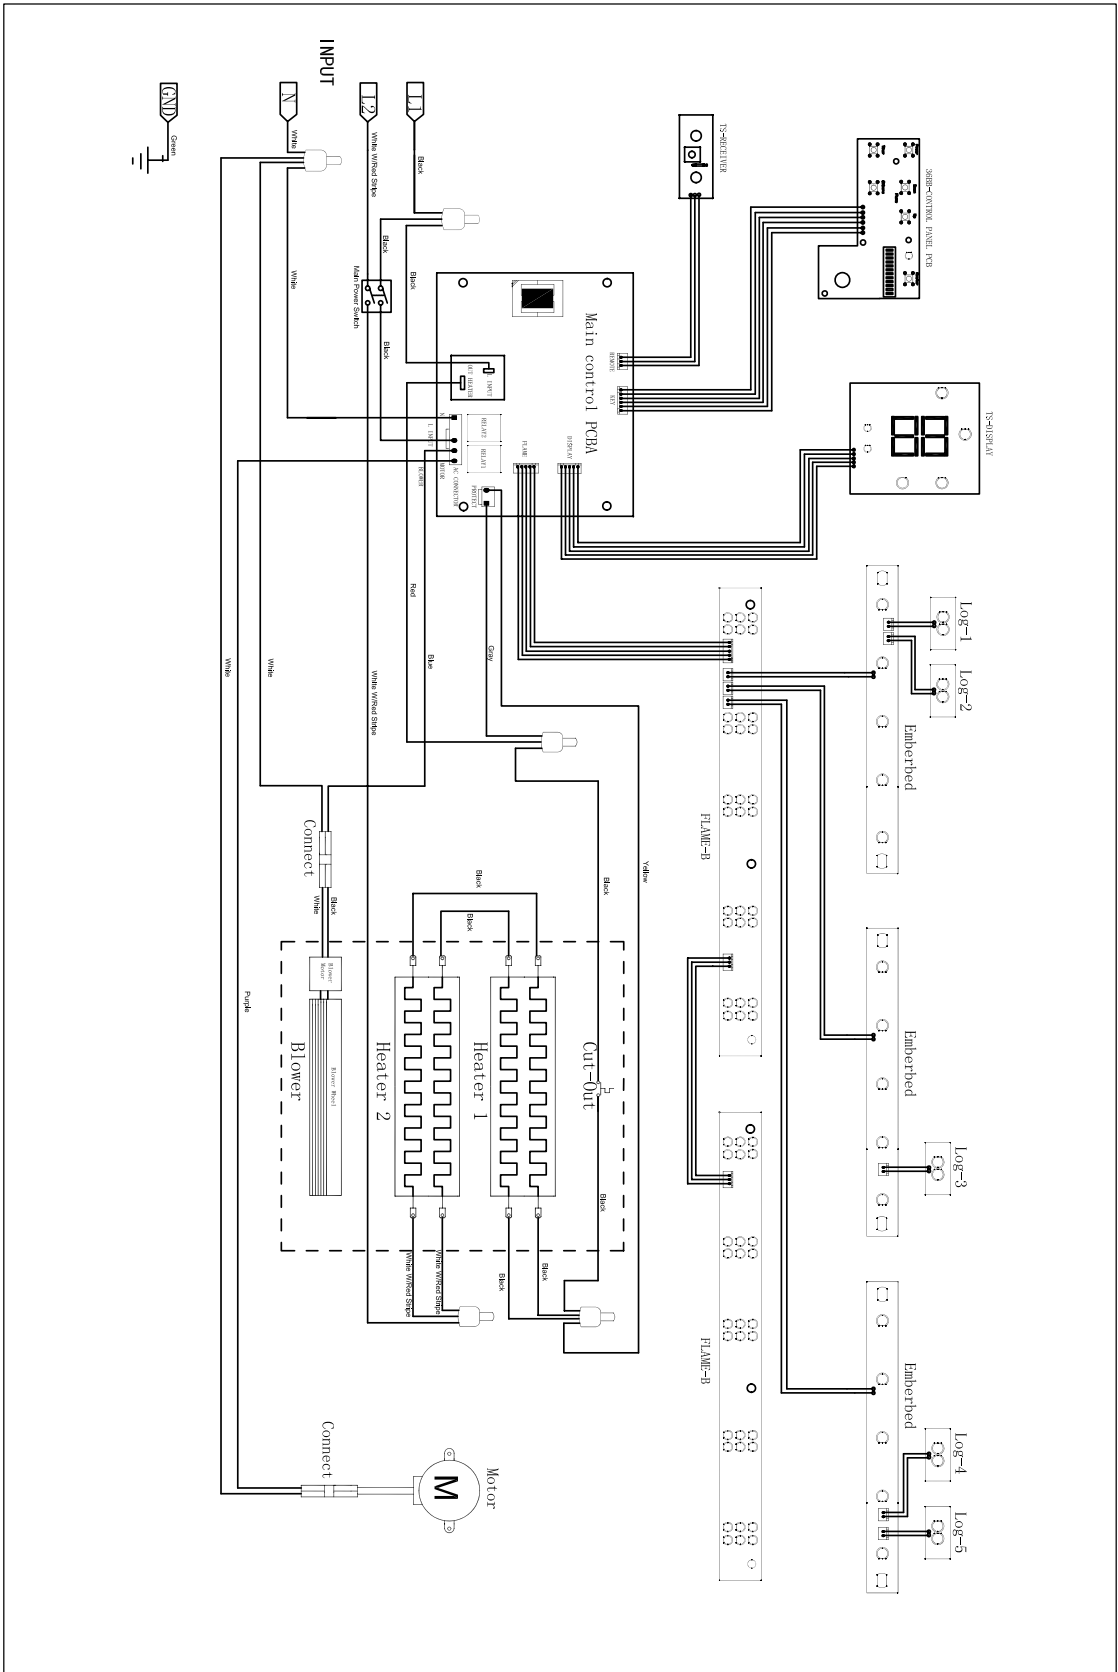 INPUT
GND
N
L2
L1
Green
White
White W/Red Stripe
Black
Black
Black
White
Main Power Switch
Black
TS-RECEIVER
36BB-CONTROL PANEL PCB
TS-DISPLAY
Main control PCBA
REMOTE
KEY
DISPLAY
FLAME
L INPUT
OUT HEATER
RELAY2
RELAY1
N
L INPUT
AC CONNECTOR
MOTOR
BLOWER
PROTECT
Red
Gray
Blue
White W/Red Stripe
White
White
Yellow
Black
Purple
Log-1
Log-2
Emberbed
FLAME-B
Emberbed
Log-3
FLAME-B
Emberbed
Log-4
Log-5
Connect
Black
White
Black
Black
Blower Motor
Blower Wheel
Blower
Heater 2
Heater 1
Cut-Out
Black
Black
Black
White W/Red Stripe
White W/Red Stripe
Connect
Motor
M